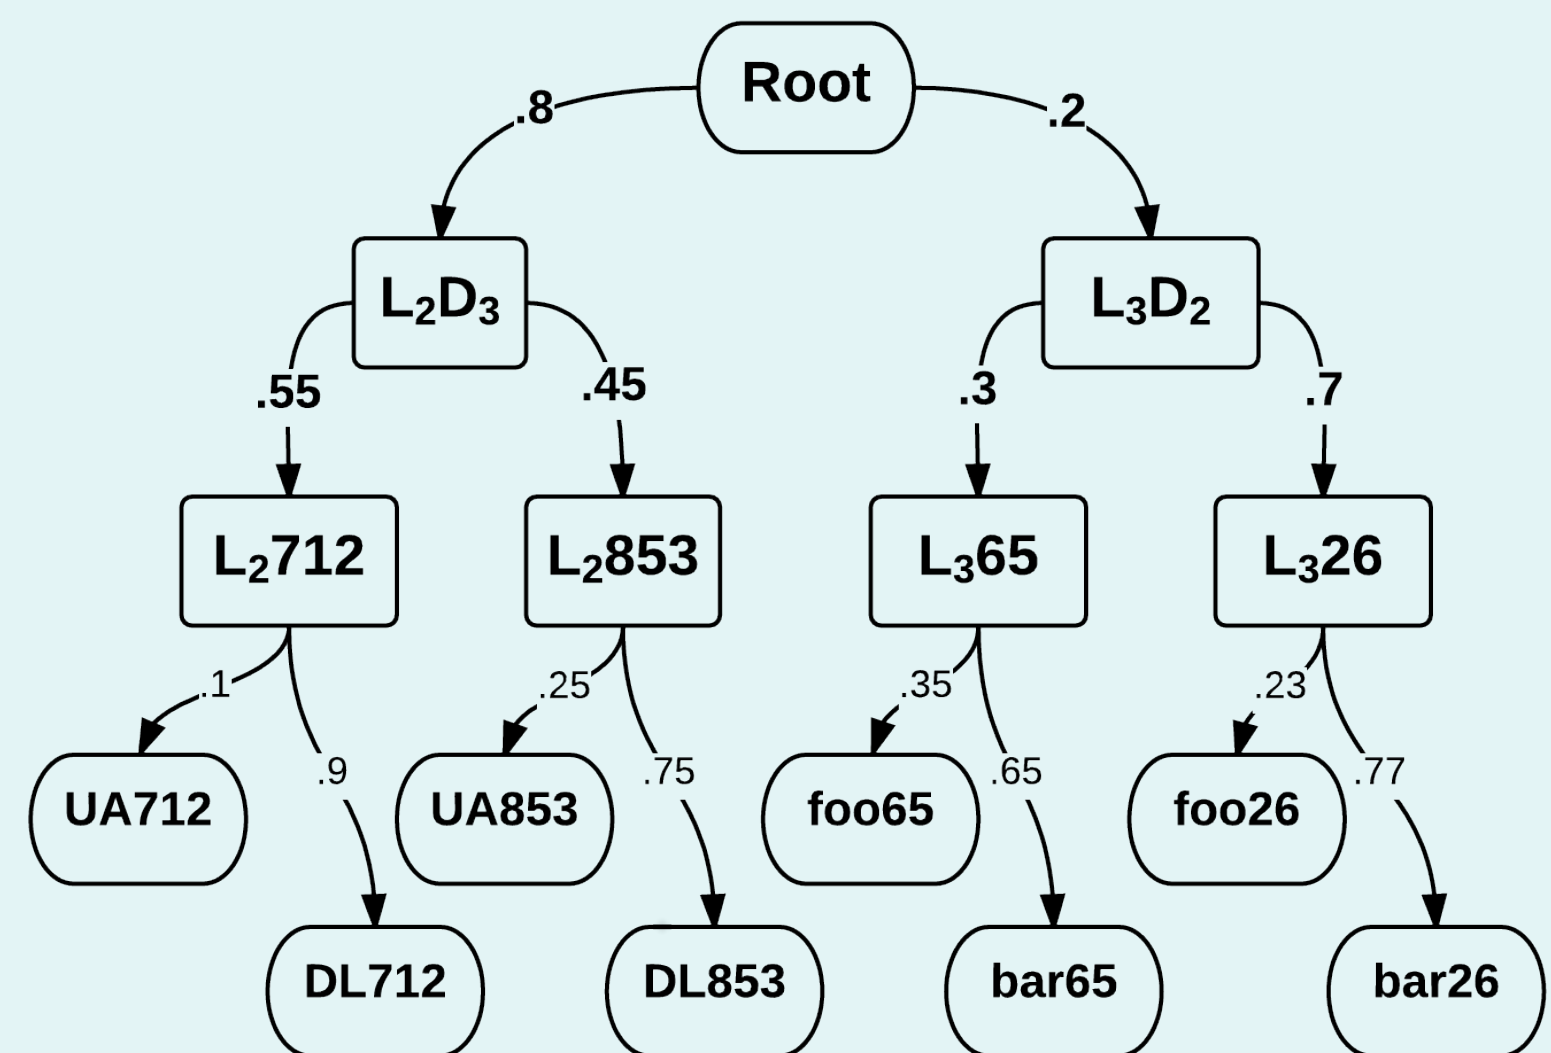 Root
.8
.2
L₂D₃
L₃D₂
.55
.45
.3
.7
L₂712
L₂853
L₃65
L₃26
.1
.25
.35
.23
.9
.75
.65
.77
UA712
UA853
foo65
foo26
DL712
DL853
bar65
bar26